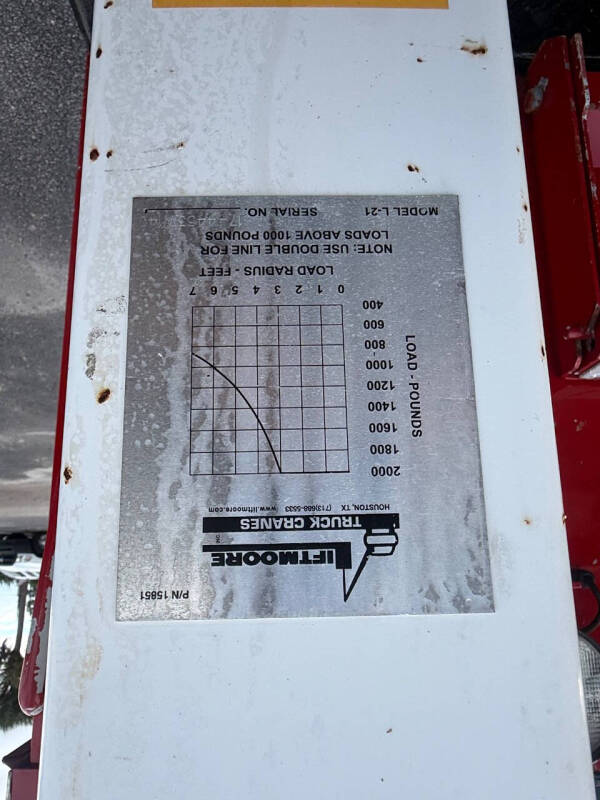 P/N 15851
LIFTMOORE
TRUCK CRANES
HOUSTON, TX (713)688-5533 www.liftmoore.com
2000
1800
1600
1400
1200
1000
800
600
400
LOAD - POUNDS
0 1 2 3 4 5 6 7
LOAD RADIUS - FEET
NOTE: USE DOUBLE LINE FOR
LOADS ABOVE 1000 POUNDS
MODEL L-21 SERIAL NO.